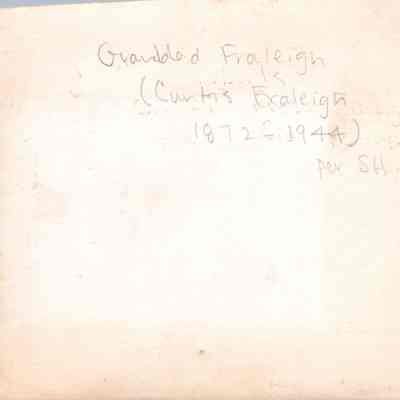 Granddad Fraleigh
(Curtis Fraleigh
1872-1944)
per SH